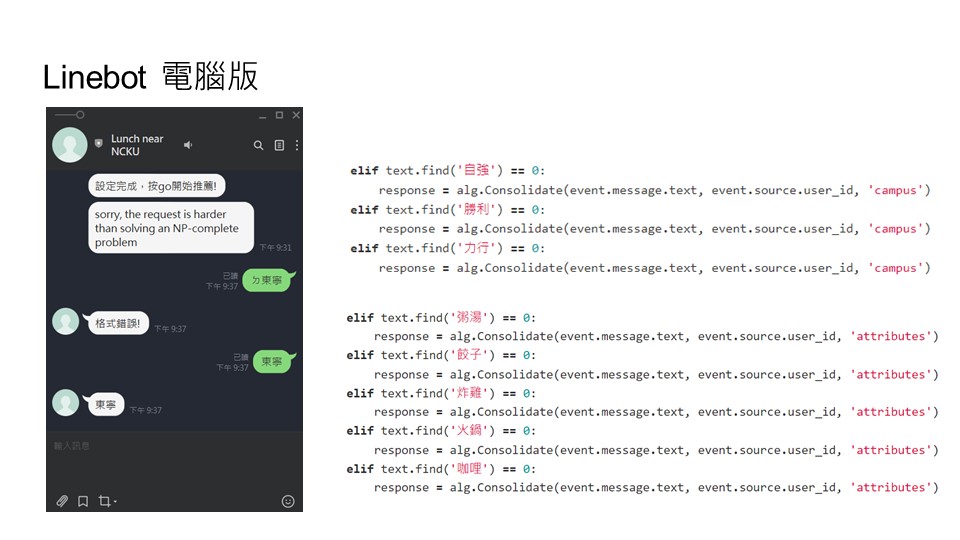 Linebot 電腦版
Lunch near
NCKU
設定完成，按go開始推薦!
sorry, the request is harder
than solving an NP-complete
problem
下午 9:31
已讀
下午 9:37
ㄉ東寧
格式錯誤!
下午 9:37
已讀
下午 9:37
東寧
東寧
下午 9:37
輸入訊息
elif text.find('自強') == 0:
response = alg.Consolidate(event.message.text, event.source.user_id, 'campus')
elif text.find('勝利') == 0:
response = alg.Consolidate(event.message.text, event.source.user_id, 'campus')
elif text.find('力行') == 0:
response = alg.Consolidate(event.message.text, event.source.user_id, 'campus')
elif text.find('粥湯') == 0:
response = alg.Consolidate(event.message.text, event.source.user_id, 'attributes')
elif text.find('餃子') == 0:
response = alg.Consolidate(event.message.text, event.source.user_id, 'attributes')
elif text.find('炸雞') == 0:
response = alg.Consolidate(event.message.text, event.source.user_id, 'attributes')
elif text.find('火鍋') == 0:
response = alg.Consolidate(event.message.text, event.source.user_id, 'attributes')
elif text.find('咖哩') == 0:
response = alg.Consolidate(event.message.text, event.source.user_id, 'attributes')